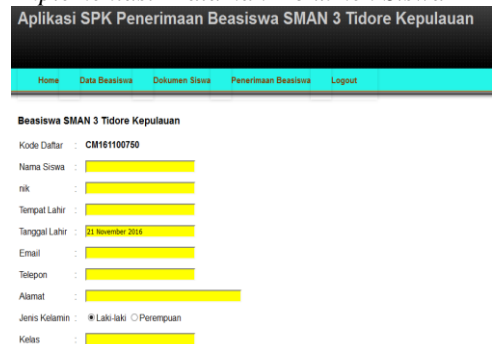 Aplikasi SPK Penerimaan Beasiswa SMAN 3 Tidore Kepulauan
Home Data Beasiswa Dokumen Siswa Penerimaan Beasiswa Logout
Beasiswa SMAN 3 Tidore Kepulauan
Kode Daftar : CM161100750
Nama Siswa :
nik :
Tempat Lahir :
Tanggal Lahir : 21 November 2016
Email :
Telepon :
Alamat :
Jenis Kelamin : Laki-laki Perempuan
Kelas :